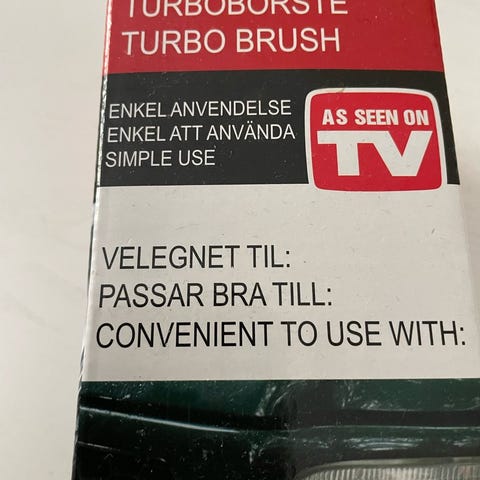 TURBOBORSTE
TURBO BRUSH
ENKEL ANVENDELSE
ENKEL ATT ANVÄNDA
SIMPLE USE
AS SEEN ON
TV
VELEGNET TIL:
PASSAR BRA TILL:
CONVENIENT TO USE WITH: